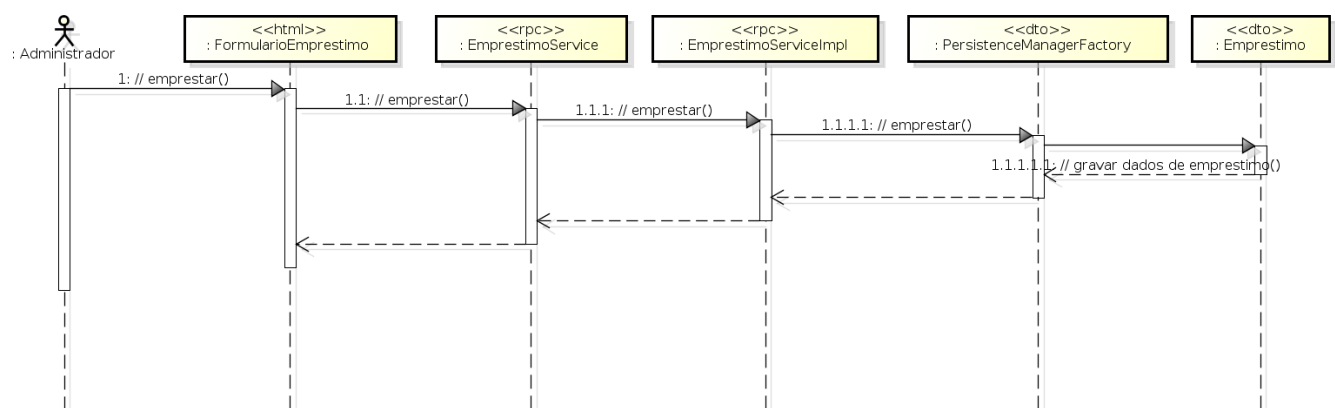 <<html>>
: FormularioEmprestimo
<<rpc>>
: EmprestimoService
<<rpc>>
: EmprestimoServiceImpl
<<dto>>
: PersistenceManagerFactory
<<dto>>
: Emprestimo
: Administrador
1: // emprestar()
1.1: // emprestar()
1.1.1: // emprestar()
1.1.1.1: // emprestar()
1.1.1.1.1: // gravar dados de emprestimo()